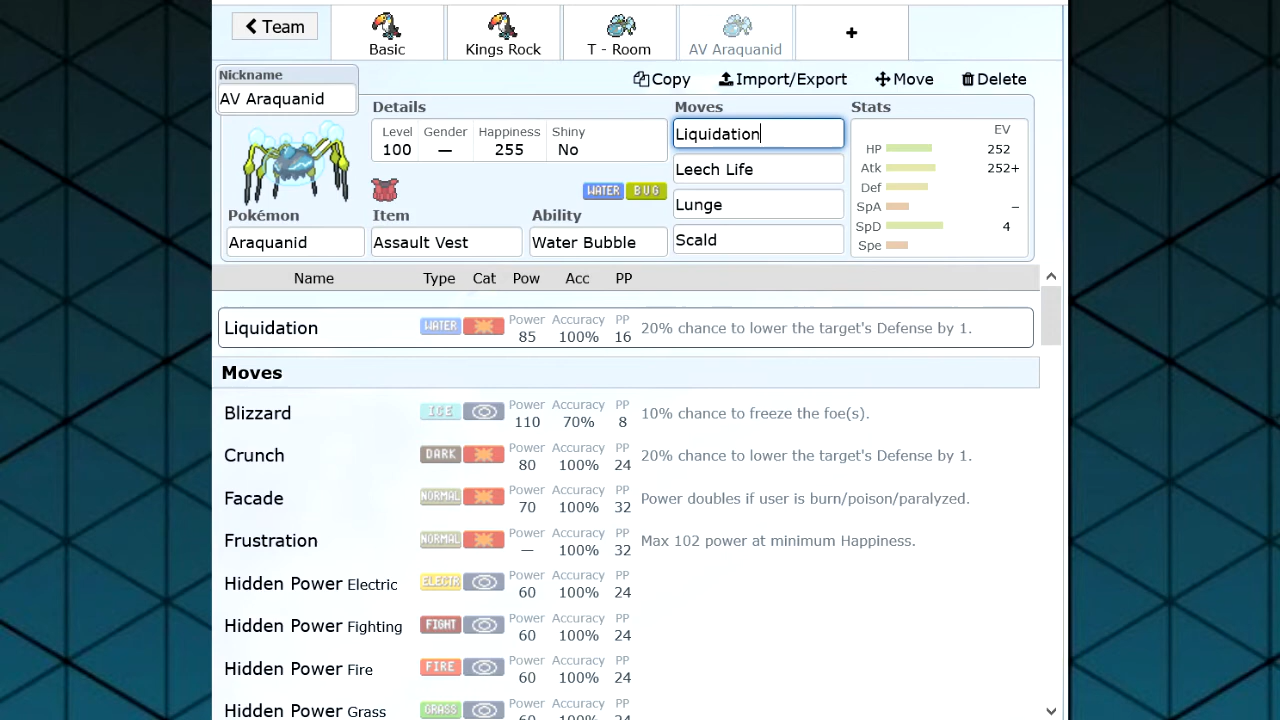 Team
Basic
Kings Rock
T - Room
AV Araquanid
+
Copy
Import/Export
Move
Delete
Nickname
AV Araquanid
Details
Level Gender Happiness Shiny
100 — 255 No
WATER BUG
Pokémon Item Ability
Araquanid Assault Vest Water Bubble
Moves
Liquidation
Leech Life
Lunge
Scald
Stats
EV
HP 252
Atk 252+
Def
SpA –
SpD 4
Spe
Name Type Cat Pow Acc PP
Liquidation WATER Power 85 Accuracy 100% PP 16 20% chance to lower the target's Defense by 1.
Moves
Blizzard ICE Power 110 Accuracy 70% PP 8 10% chance to freeze the foe(s).
Crunch DARK Power 80 Accuracy 100% PP 24 20% chance to lower the target's Defense by 1.
Facade NORMAL Power 70 Accuracy 100% PP 32 Power doubles if user is burn/poison/paralyzed.
Frustration NORMAL Power — Accuracy 100% PP 32 Max 102 power at minimum Happiness.
Hidden Power Electric ELECTR Power 60 Accuracy 100% PP 24
Hidden Power Fighting FIGHT Power 60 Accuracy 100% PP 24
Hidden Power Fire FIRE Power 60 Accuracy 100% PP 24
Hidden Power Grass GRASS Power 60 Accuracy 100% PP 24